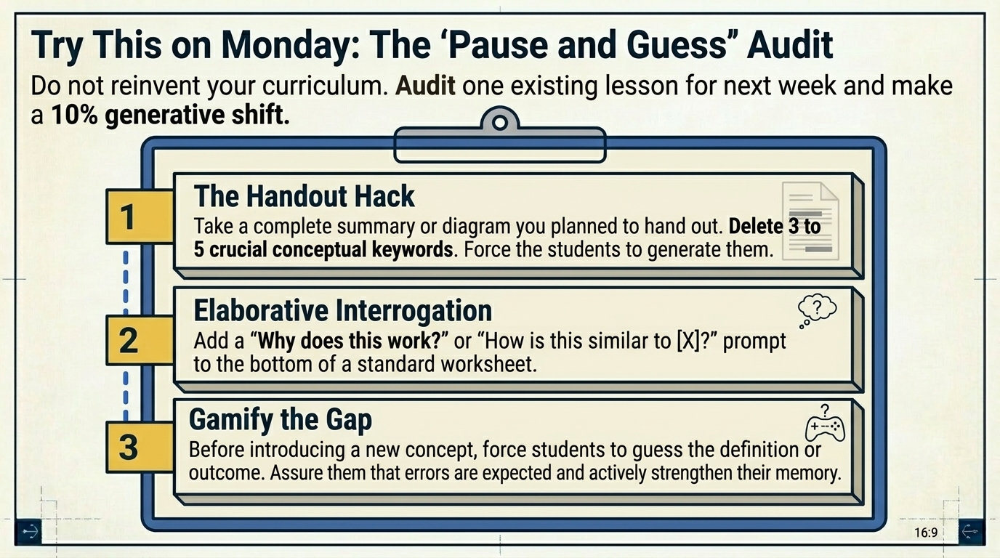 Try This on Monday: The ‘Pause and Guess” Audit
Do not reinvent your curriculum. Audit one existing lesson for next week and make
a 10% generative shift.
1
The Handout Hack
Take a complete summary or diagram you planned to hand out. Delete 3 to
5 crucial conceptual keywords. Force the students to generate them.
2
Elaborative Interrogation
Add a “Why does this work?” or “How is this similar to [X]?” prompt
to the bottom of a standard worksheet.
?
3
Gamify the Gap
Before introducing a new concept, force students to guess the definition or
outcome. Assure them that errors are expected and actively strengthen their memory.
?
16:9